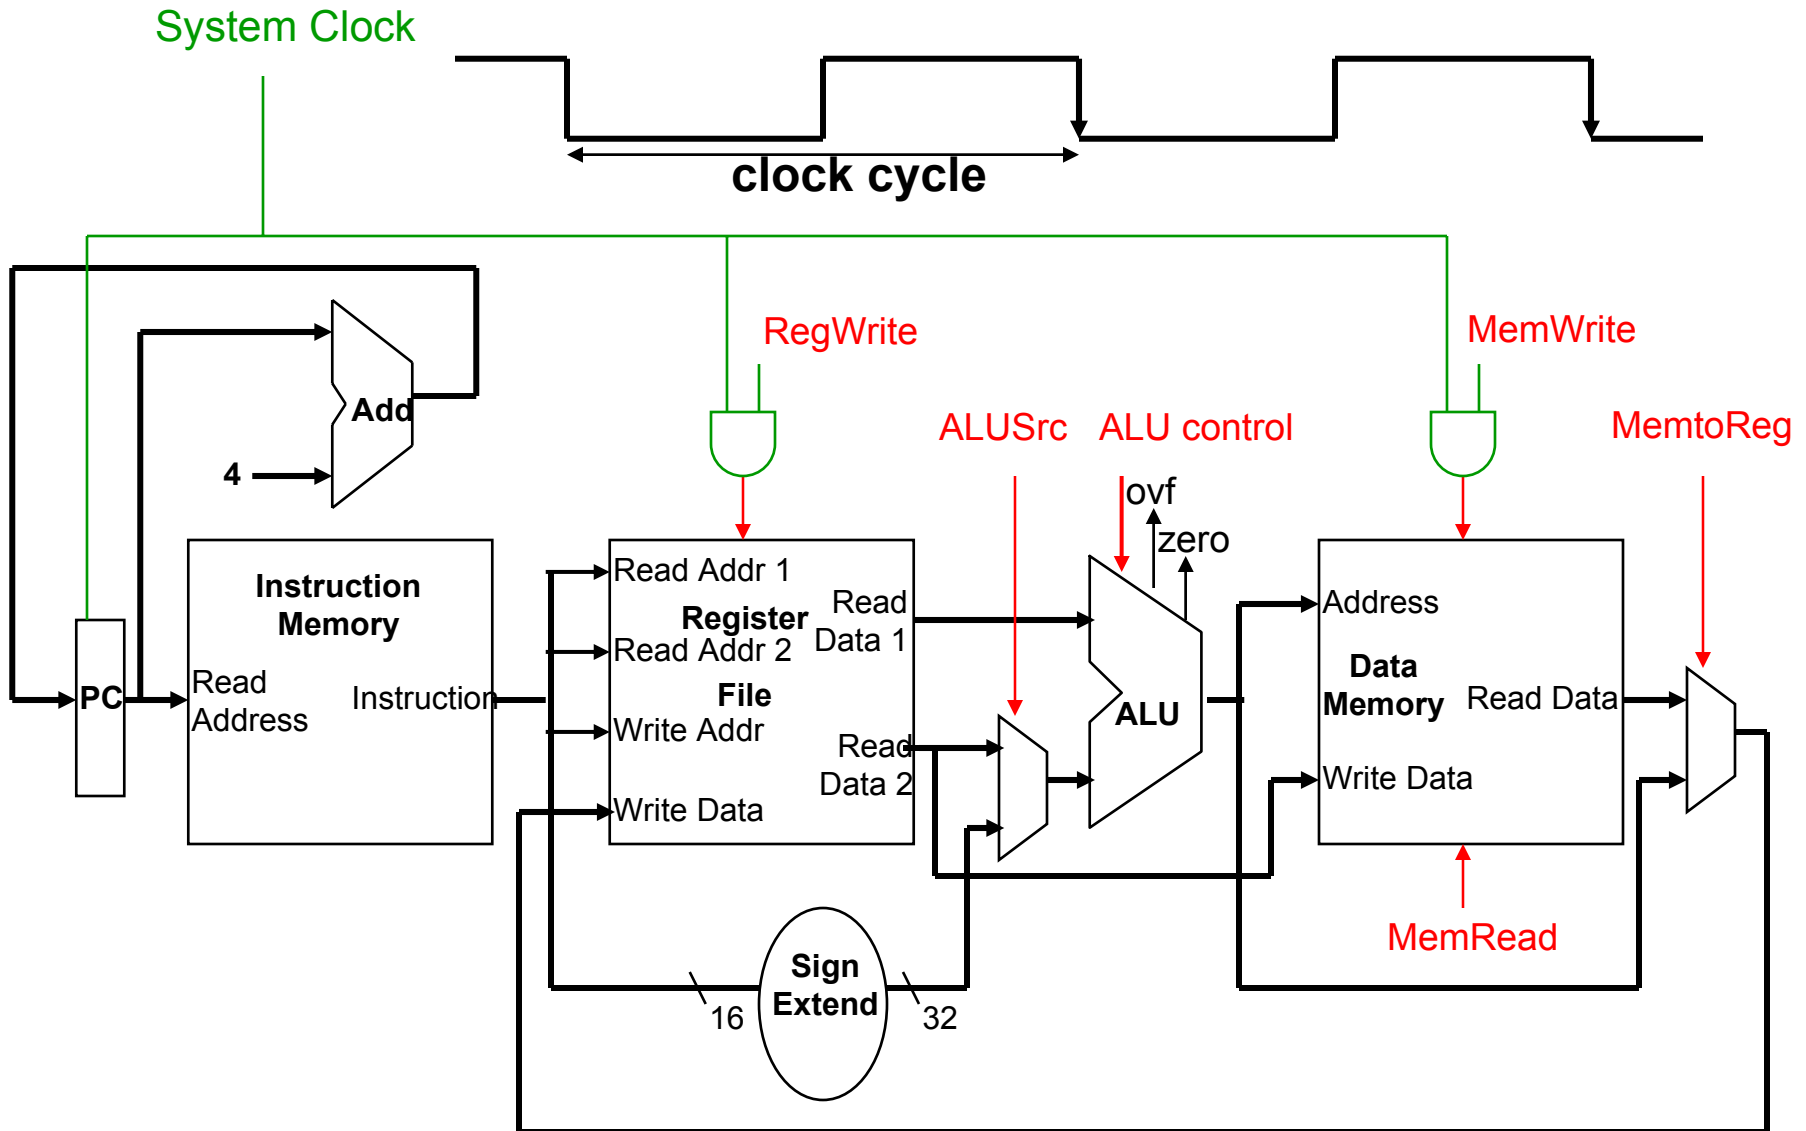 System Clock
clock cycle
RegWrite
MemWrite
Add
ALUSrc
ALU control
MemtoReg
4
ovf
zero
Instruction
Memory
Read
Address
Instruction
PC
Read Addr 1
Register
Read Addr 2
File
Write Addr
Write Data
Read
Data 1
Read
Data 2
ALU
Address
Data
Memory
Read Data
Write Data
MemRead
Sign
Extend
16
32